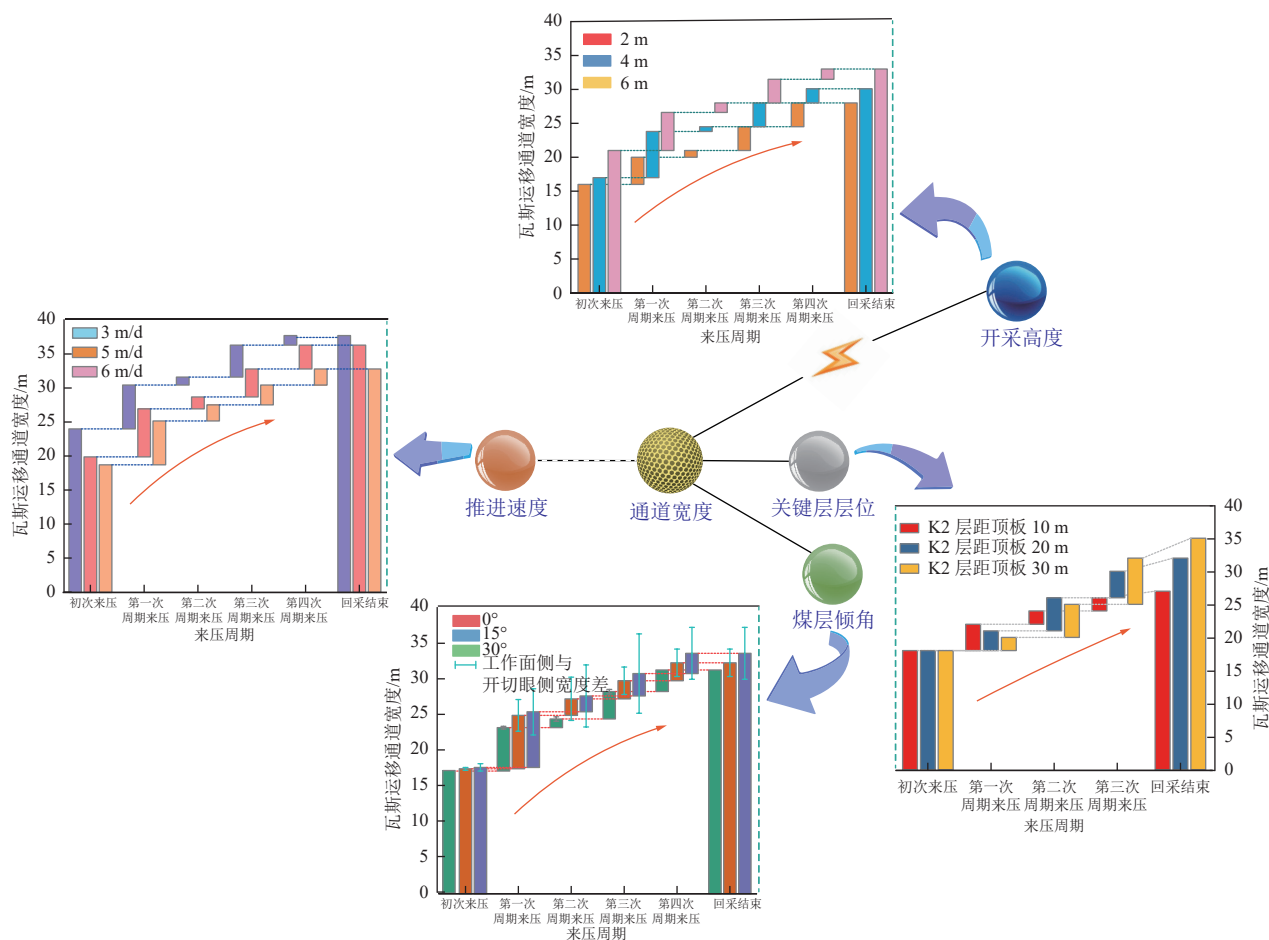 40
35
30
25
20
15
10
5
0
瓦斯运移通道宽度/m
2 m
4 m
6 m
初次来压
第一次
周期来压
第二次
周期来压
第三次
周期来压
第四次
周期来压
回采结束
来压周期
开采高度
40
35
30
25
20
15
10
5
0
瓦斯运移通道宽度/m
3 m/d
5 m/d
6 m/d
初次来压
第一次
周期来压
第二次
周期来压
第三次
周期来压
第四次
周期来压
回采结束
来压周期
推进速度
通道宽度
关键层层位
煤层倾角
K2 层距顶板 10 m
K2 层距顶板 20 m
K2 层距顶板 30 m
40
35
30
25
20
15
10
5
0
瓦斯运移通道宽度/m
初次来压
第一次
周期来压
第二次
周期来压
第三次
周期来压
回采结束
来压周期
40
35
30
25
20
15
10
5
0
瓦斯运移通道宽度/m
0°
15°
30°
工作面侧与
开切眼侧宽度差
初次来压
第一次
周期来压
第二次
周期来压
第三次
周期来压
第四次
周期来压
回采结束
来压周期